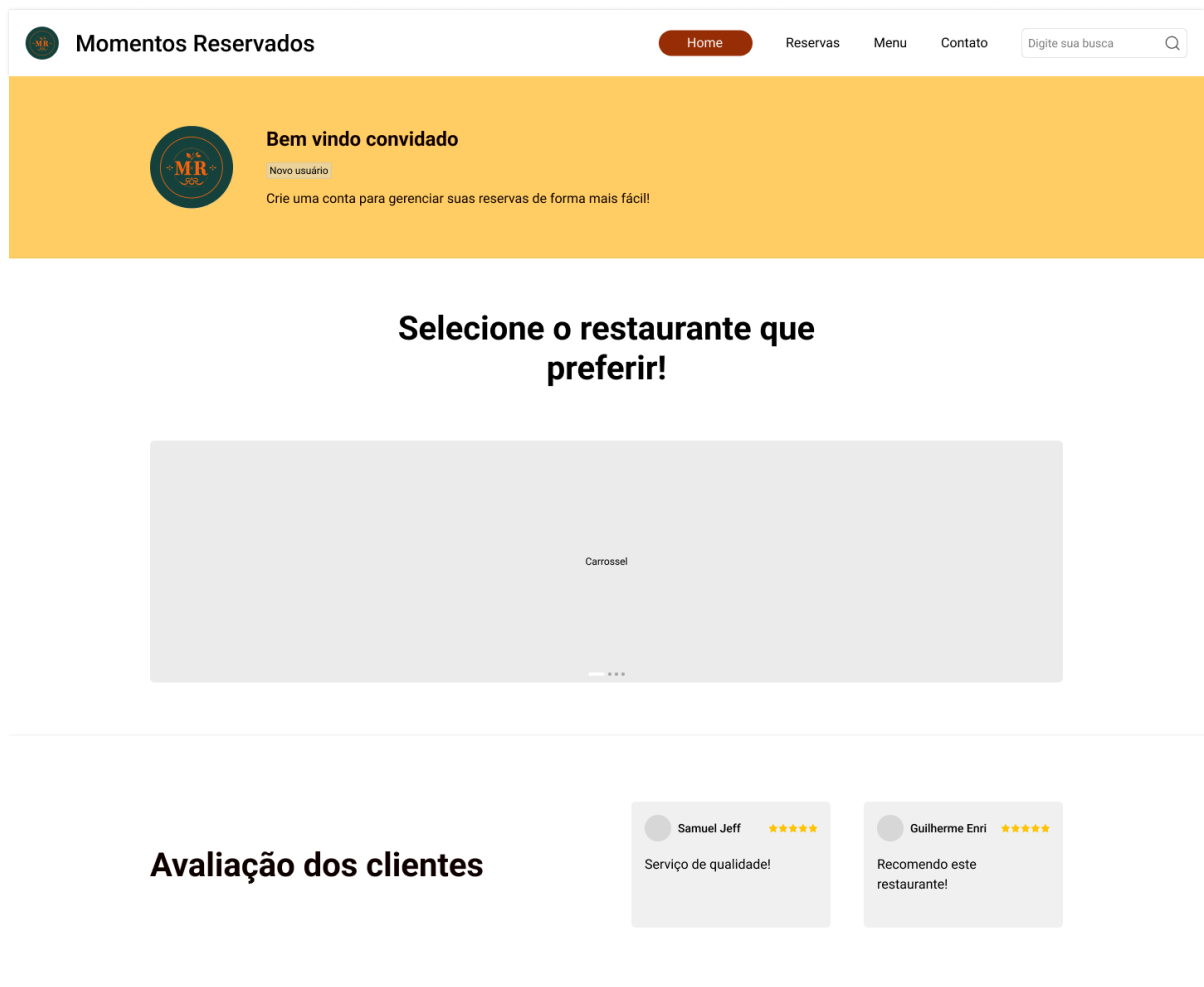 MR
Momentos Reservados
Home
Reservas
Menu
Contato
Digite sua busca
MR
Bem vindo convidado
Novo usuário
Crie uma conta para gerenciar suas reservas de forma mais fácil!
Selecione o restaurante que
preferir!
Carrossel
Avaliação dos clientes
Samuel Jeff
Serviço de qualidade!
Guilherme Enri
Recomendo este
restaurante!